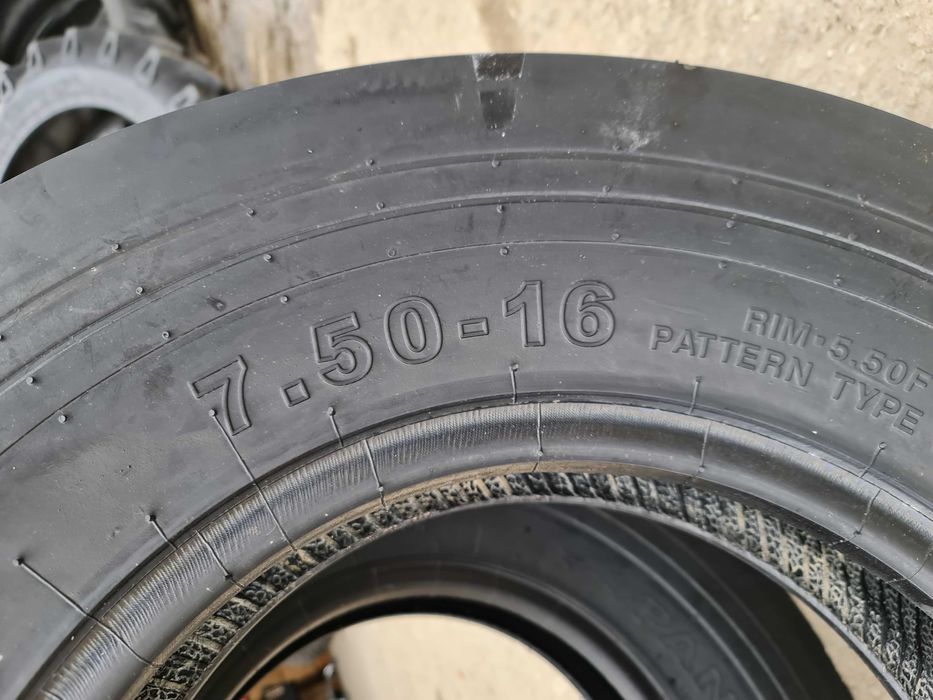 7.50-16
RIM·5.50F
PATTERN TYPE